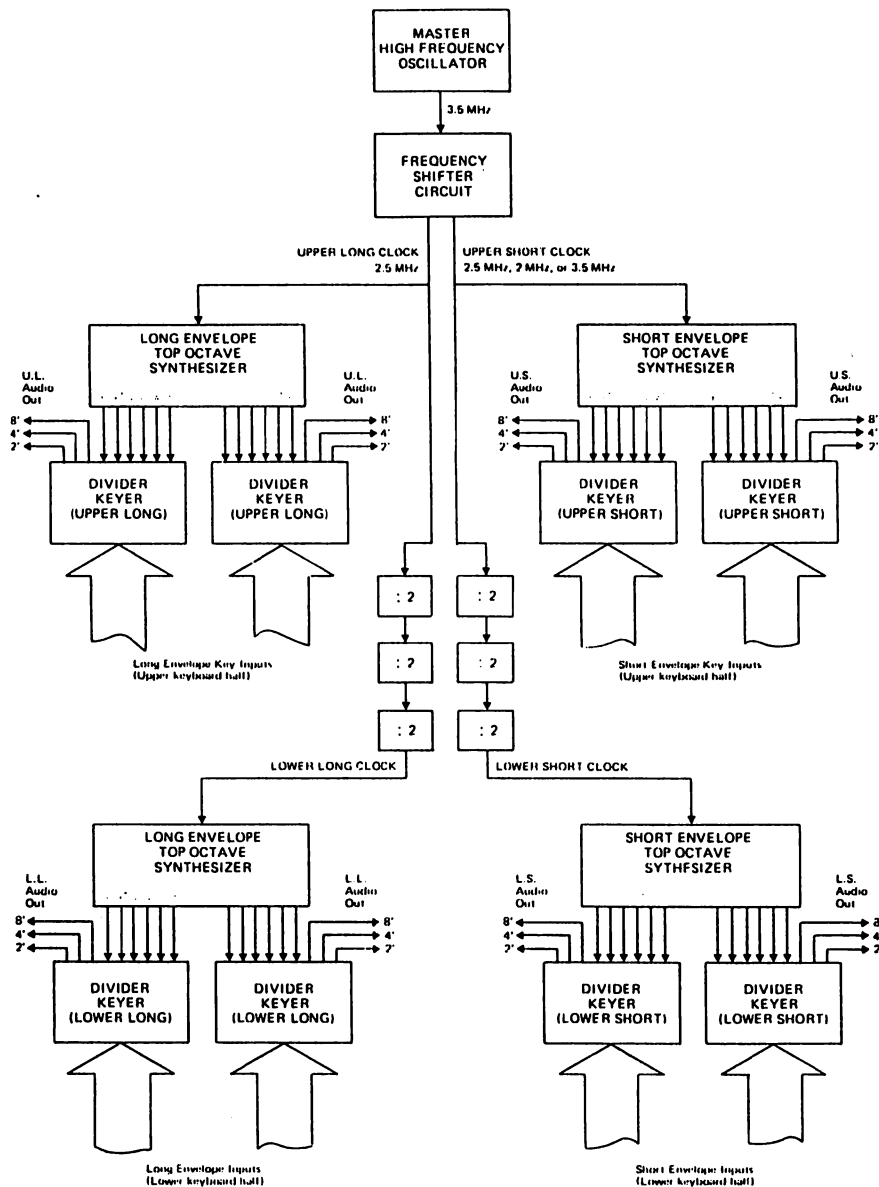 MASTER
HIGH FREQUENCY
OSCILLATOR
3.5 MHz
FREQUENCY
SHIFTER
CIRCUIT
UPPER LONG CLOCK
2.5 MHz
UPPER SHORT CLOCK
2.5 MHz, 2 MHz, or 3.5 MHz
LONG ENVELOPE
TOP OCTAVE
SYNTHESIZER
SHORT ENVELOPE
TOP OCTAVE
SYNTHESIZER
U.L.
Audio
Out
8'
4'
2'
U.L.
Audio
Out
8'
4'
2'
U.S.
Audio
Out
8'
4'
2'
U.S.
Audio
Out
8'
4'
2'
DIVIDER
KEYER
(UPPER LONG)
DIVIDER
KEYER
(UPPER LONG)
DIVIDER
KEYER
(UPPER SHORT)
DIVIDER
KEYER
(UPPER SHORT)
: 2
: 2
: 2
: 2
: 2
: 2
Long Envelope Key Inputs
(Upper keyboard half)
Short Envelope Key Inputs
(Upper keyboard half)
LOWER LONG CLOCK
LOWER SHORT CLOCK
LONG ENVELOPE
TOP OCTAVE
SYNTHESIZER
SHORT ENVELOPE
TOP OCTAVE
SYTHFSIZER
L.L.
Audio
Out
8'
4'
2'
L.L.
Audio
Out
8'
4'
2'
L.S.
Audio
Out
8'
4'
2'
L.S.
Audio
Out
8
4
2
DIVIDER
KEYER
(LOWER LONG)
DIVIDER
KEYER
(LOWER LONG)
DIVIDER
KEYER
(LOWER SHORT)
DIVIDER
KEYER
(LOWER SHORT)
Long Envelope Inputs
(Lower keyboard half)
Short Envelope Inputs
(Lower keyboard half)